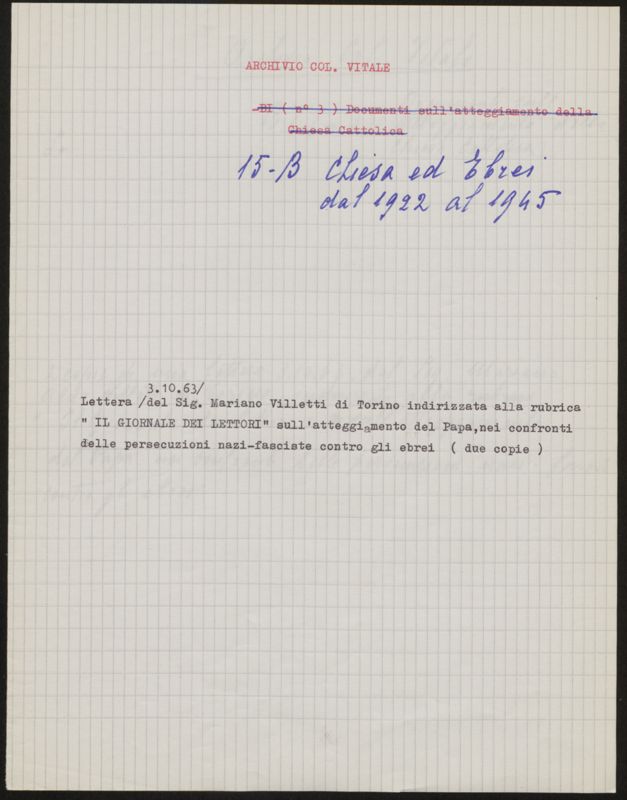 ARCHIVIO COL. VITALE
BI ( n° 3 ) Documenti sull'atteggiamento della
Chiesa Cattolica
15-B Chiesa ed Ebrei
dal 1922 al 1945
3.10.63/
Lettera /del Sig. Mariano Villetti di Torino indirizzata alla rubrica
" IL GIORNALE DEI LETTORI" sull'atteggiamento del Papa,nei confronti
delle persecuzioni nazi-fasciste contro gli ebrei ( due copie )